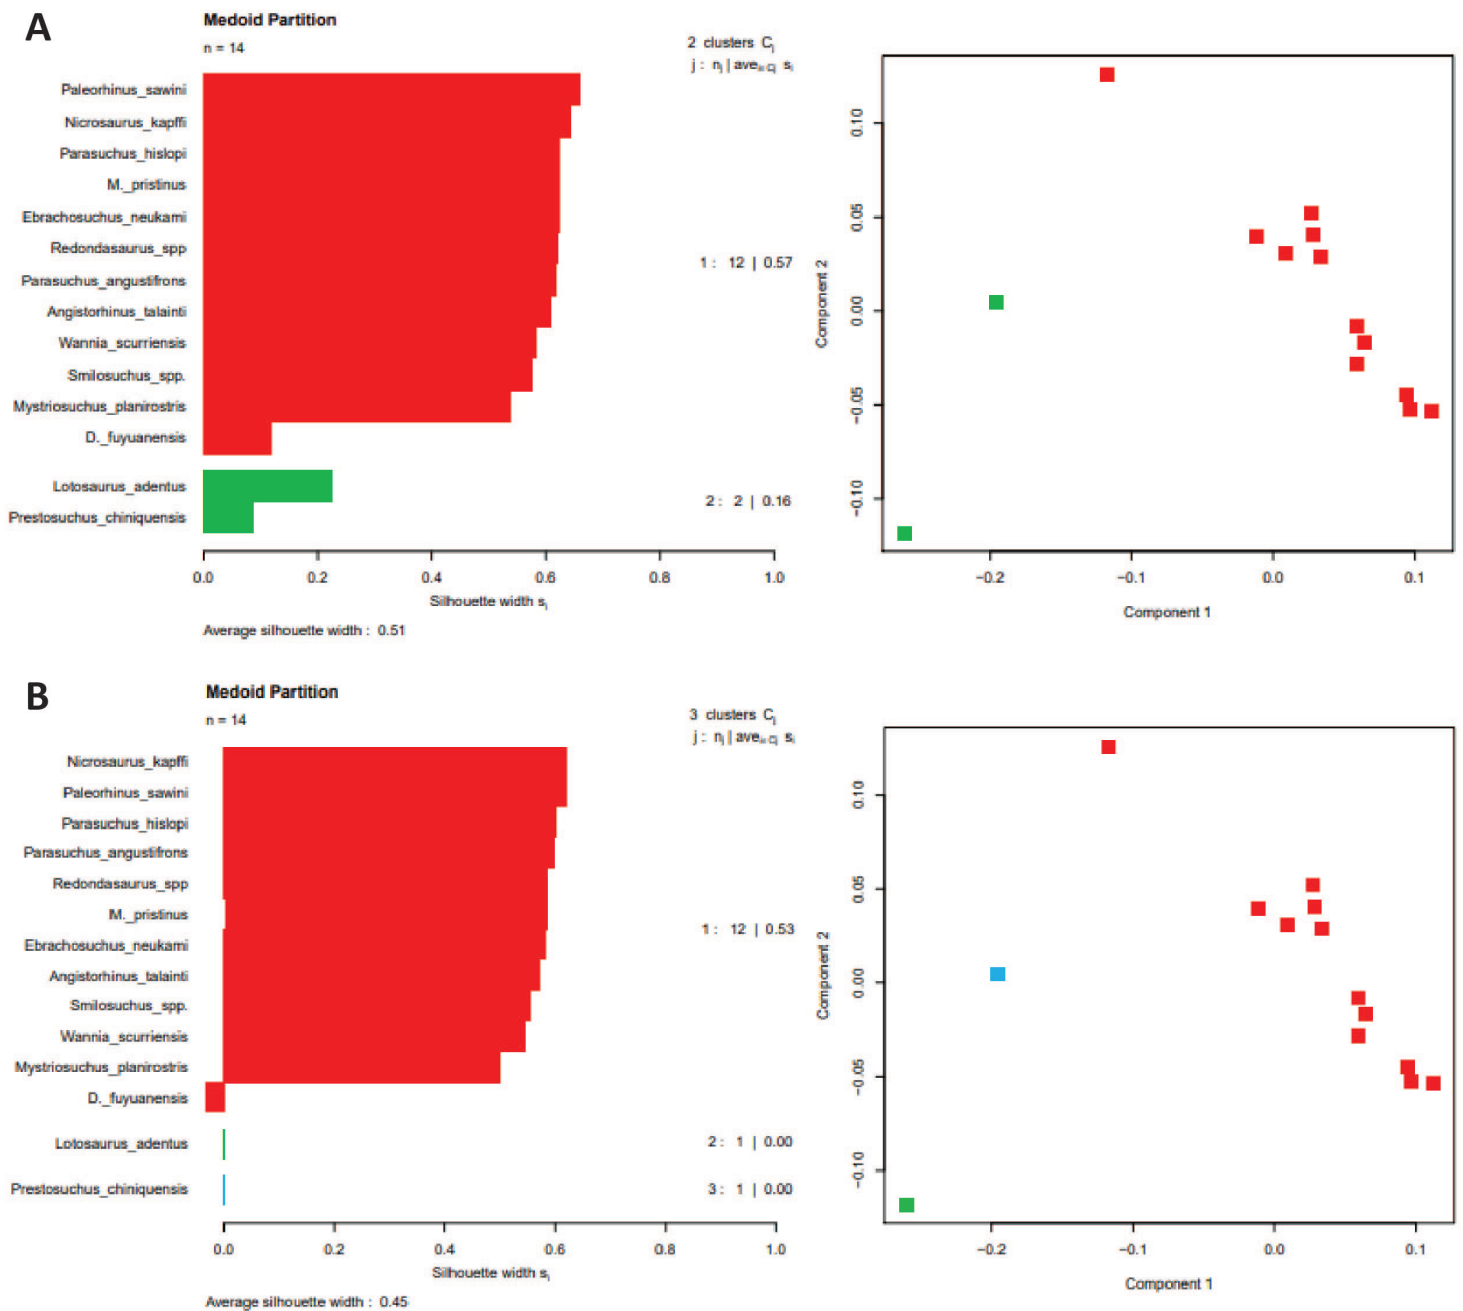 A
Medoid Partition
n = 14
2 clusters Cj
j : nj | avei∈Cj si
Paleorhinus_sawini
Nicrosaurus_kapffi
Parasuchus_hislopi
M._pristinus
Ebrachosuchus_neukami
Redondasaurus_spp
Parasuchus_angustifrons
Angistorhinus_talainti
Wannia_scurriensis
Smilosuchus_spp.
Mystriosuchus_planirostris
D._fuyuanensis
1 : 12 | 0.57
Lotosaurus_adentus
Prestosuchus_chiniquensis
2 : 2 | 0.16
0.0 0.2 0.4 0.6 0.8 1.0
Silhouette width si
Average silhouette width : 0.51
0.10
0.05
0.00
−0.05
−0.10
Component 2
−0.2 −0.1 0.0 0.1
Component 1
B
Medoid Partition
n = 14
3 clusters Cj
j : nj | avei∈Cj si
Nicrosaurus_kapffi
Paleorhinus_sawini
Parasuchus_hislopi
Parasuchus_angustifrons
Redondasaurus_spp
M._pristinus
Ebrachosuchus_neukami
Angistorhinus_talainti
Smilosuchus_spp.
Wannia_scurriensis
Mystriosuchus_planirostris
D._fuyuanensis
1 : 12 | 0.53
Lotosaurus_adentus
2 : 1 | 0.00
Prestosuchus_chiniquensis
3 : 1 | 0.00
0.0 0.2 0.4 0.6 0.8 1.0
Silhouette width si
Average silhouette width : 0.45
0.10
0.05
0.00
−0.05
−0.10
Component 2
−0.2 −0.1 0.0 0.1
Component 1